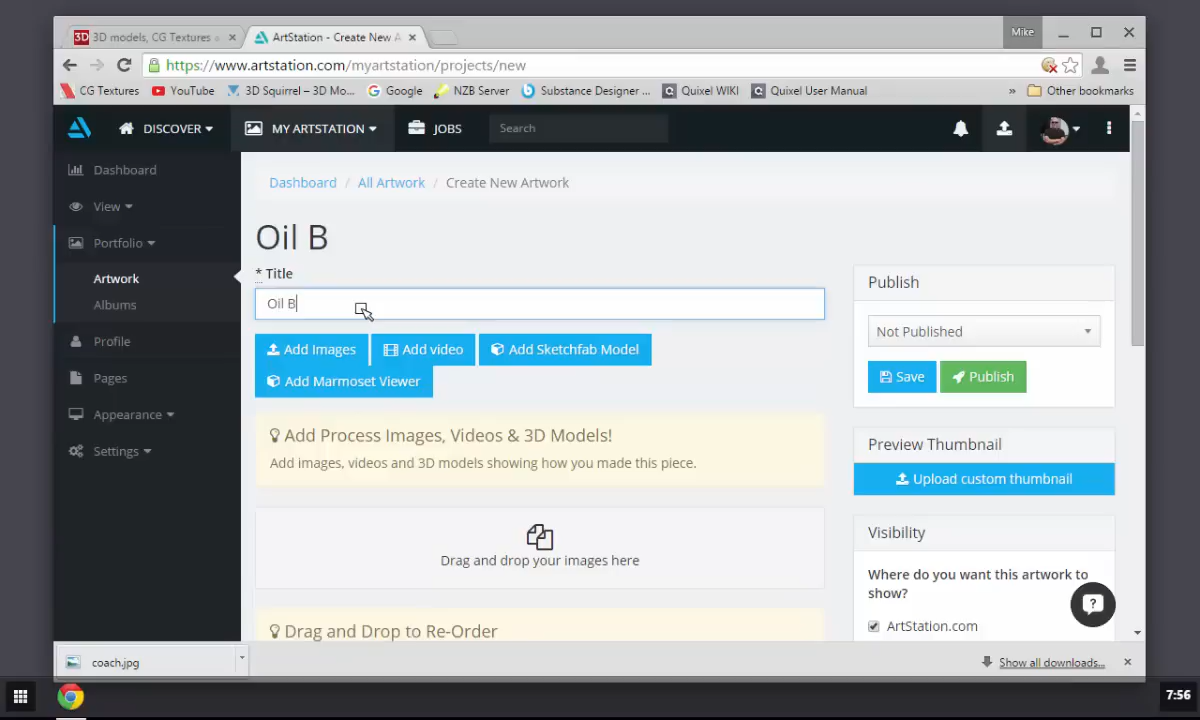 3D models, CG Textures
ArtStation - Create New A
Mike
https://www.artstation.com/myartstation/projects/new
CG Textures YouTube 3D Squirrel – 3D Mo... Google NZB Server Substance Designer ... Quixel WIKI Quixel User Manual » Other bookmarks
DISCOVER MY ARTSTATION JOBS Search
Dashboard
View
Portfolio
Artwork
Albums
Profile
Pages
Appearance
Settings
Dashboard / All Artwork / Create New Artwork
Oil B
* Title
Oil B
Add Images Add video Add Sketchfab Model
Add Marmoset Viewer
Add Process Images, Videos & 3D Models!
Add images, videos and 3D models showing how you made this piece.
Drag and drop your images here
Drag and Drop to Re-Order
Publish
Not Published
Save Publish
Preview Thumbnail
Upload custom thumbnail
Visibility
Where do you want this artwork to
show?
ArtStation.com
coach.jpg
Show all downloads...
7:56